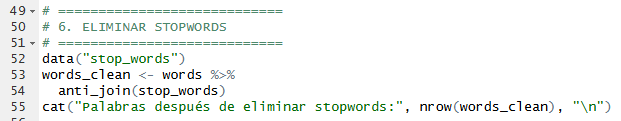 49 # ============================
50 # 6. ELIMINAR STOPWORDS
51 # ============================
52 data("stop_words")
53 words_clean <- words %>%
54   anti_join(stop_words)
55 cat("Palabras después de eliminar stopwords:", nrow(words_clean), "\n")